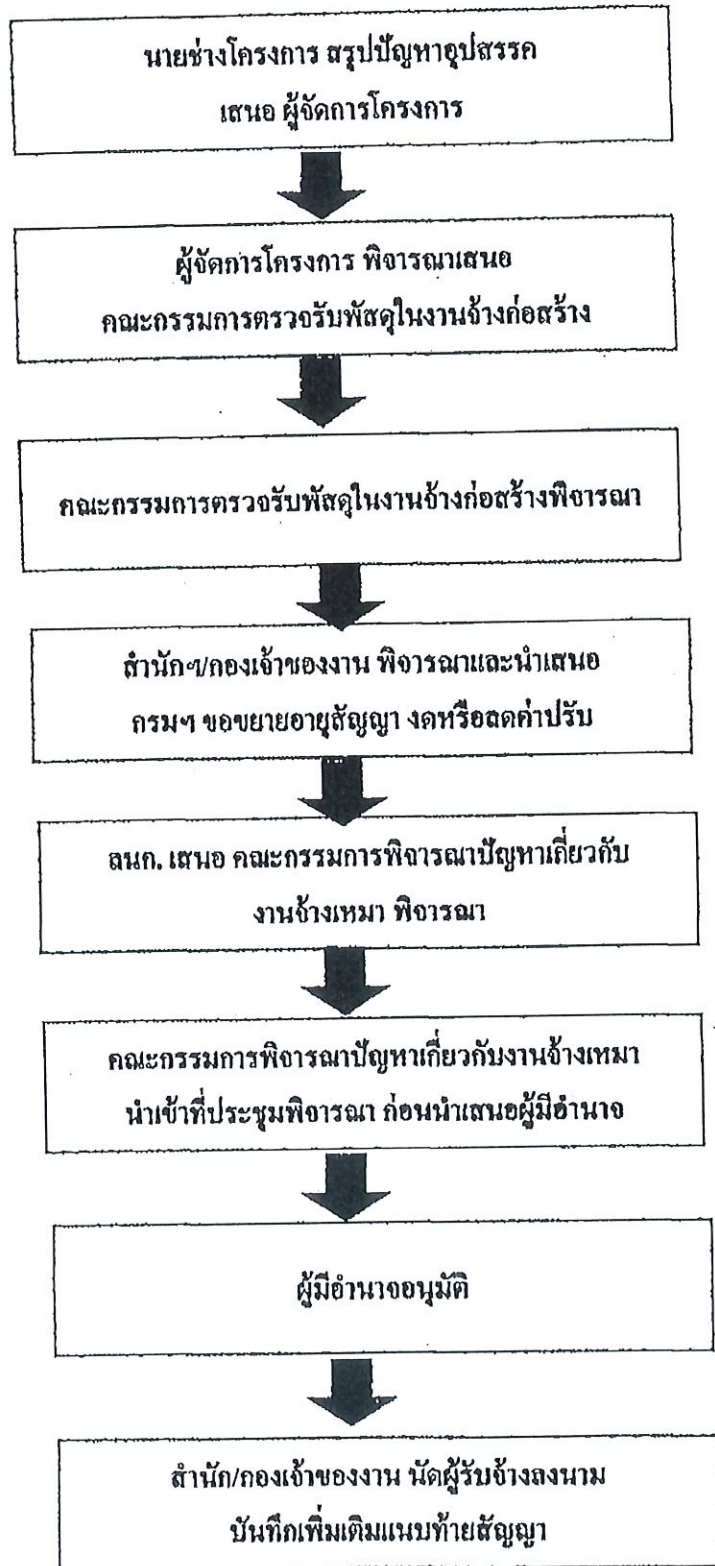 นายช่างโครงการ สรุปปัญหาอุปสรรค
เสนอ ผู้จัดการโครงการ
ผู้จัดการโครงการ พิจารณาเสนอ
คณะกรรมการตรวจรับพัสดุในงานจ้างก่อสร้าง
คณะกรรมการตรวจรับพัสดุในงานจ้างก่อสร้างพิจารณา
สำนักฯ/กองเจ้าของงาน พิจารณาและนำเสนอ
กรมฯ ขอขยายอายุสัญญา งดหรือลดค่าปรับ
ลนก. เสนอ คณะกรรมการพิจารณาปัญหาเกี่ยวกับ
งานจ้างเหมา พิจารณา
คณะกรรมการพิจารณาปัญหาเกี่ยวกับงานจ้างเหมา
นำเข้าที่ประชุมพิจารณา ก่อนนำเสนอผู้มีอำนาจ
ผู้มีอำนาจอนุมัติ
สำนัก/กองเจ้าของงาน นัดผู้รับจ้างลงนาม
บันทึกเพิ่มเติมแนบท้ายสัญญา